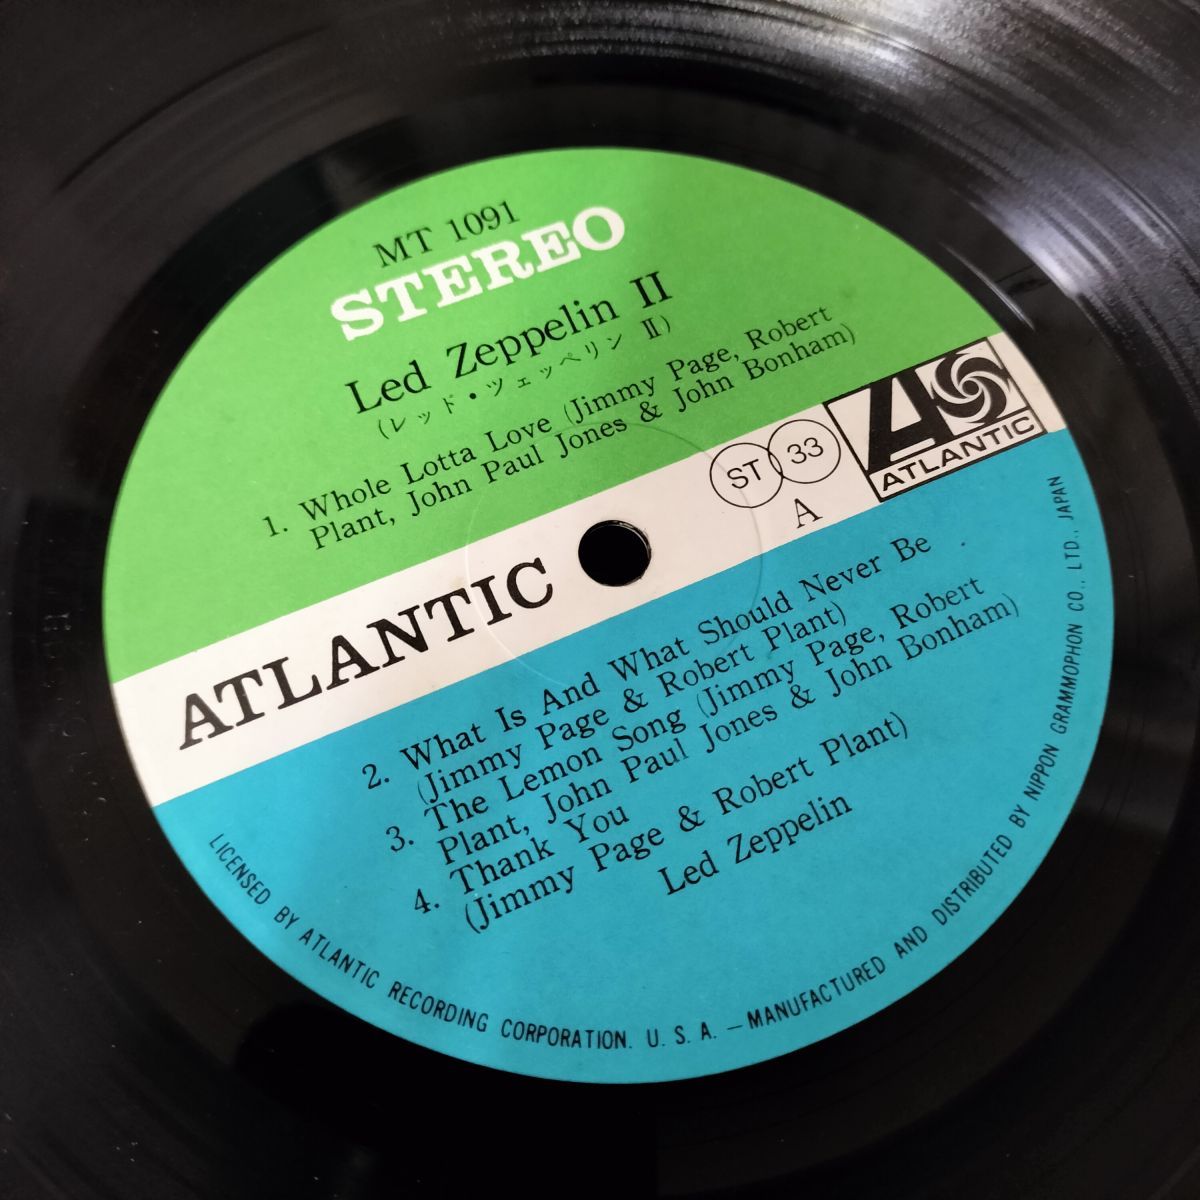 MT 1091
STEREO
Led Zeppelin II
(レッド・ツェッペリン II)
1. Whole Lotta Love (Jimmy Page, Robert
Plant, John Paul Jones & John Bonham)
ATLANTIC
ST 33
A
ATLANTIC
2. What Is And What Should Never Be
(Jimmy Page & Robert Plant)
3. The Lemon Song (Jimmy Page, Robert
Plant, John Paul Jones & John Bonham)
4. Thank You
(Jimmy Page & Robert Plant)
Led Zeppelin
LICENSED BY ATLANTIC RECORDING CORPORATION. U. S. A. — MANUFACTURED AND DISTRIBUTED BY NIPPON GRAMMOPHON CO., LTD., JAPAN